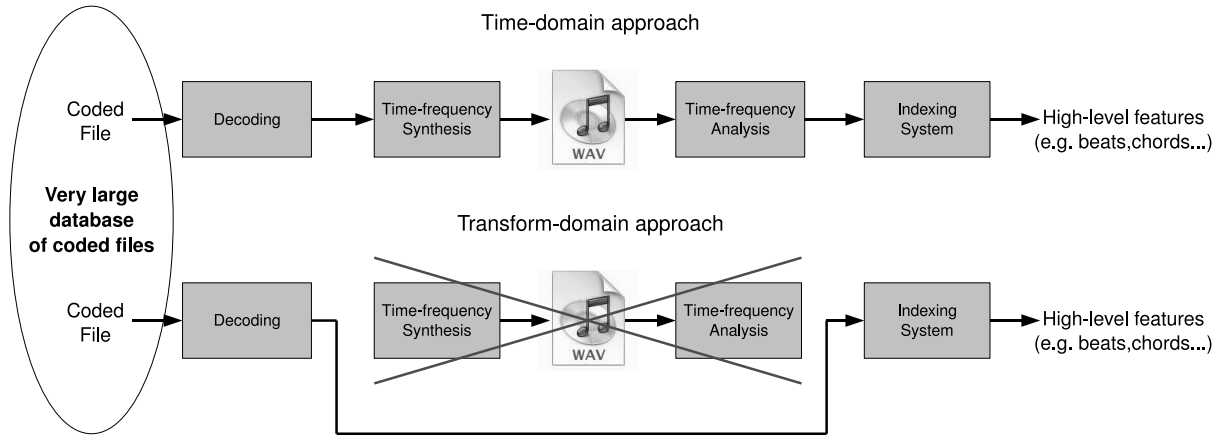 Time-domain approach
Coded
File
Decoding
Time-frequency
Synthesis
WAV
Time-frequency
Analysis
Indexing
System
High-level features
(e.g. beats,chords...)
Very large
database
of coded files
Transform-domain approach
Coded
File
Decoding
Time-frequency
Synthesis
WAV
Time-frequency
Analysis
Indexing
System
High-level features
(e.g. beats,chords...)